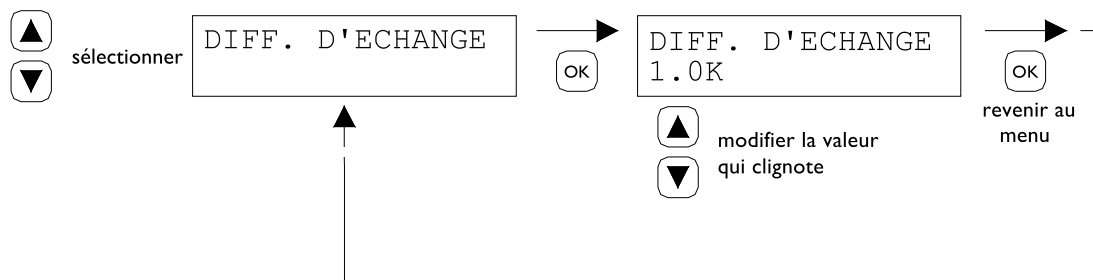 sélectionner
DIFF. D'ECHANGE
OK
DIFF. D'ECHANGE
1.0K
modifier la valeur
qui clignote
OK
revenir au
menu